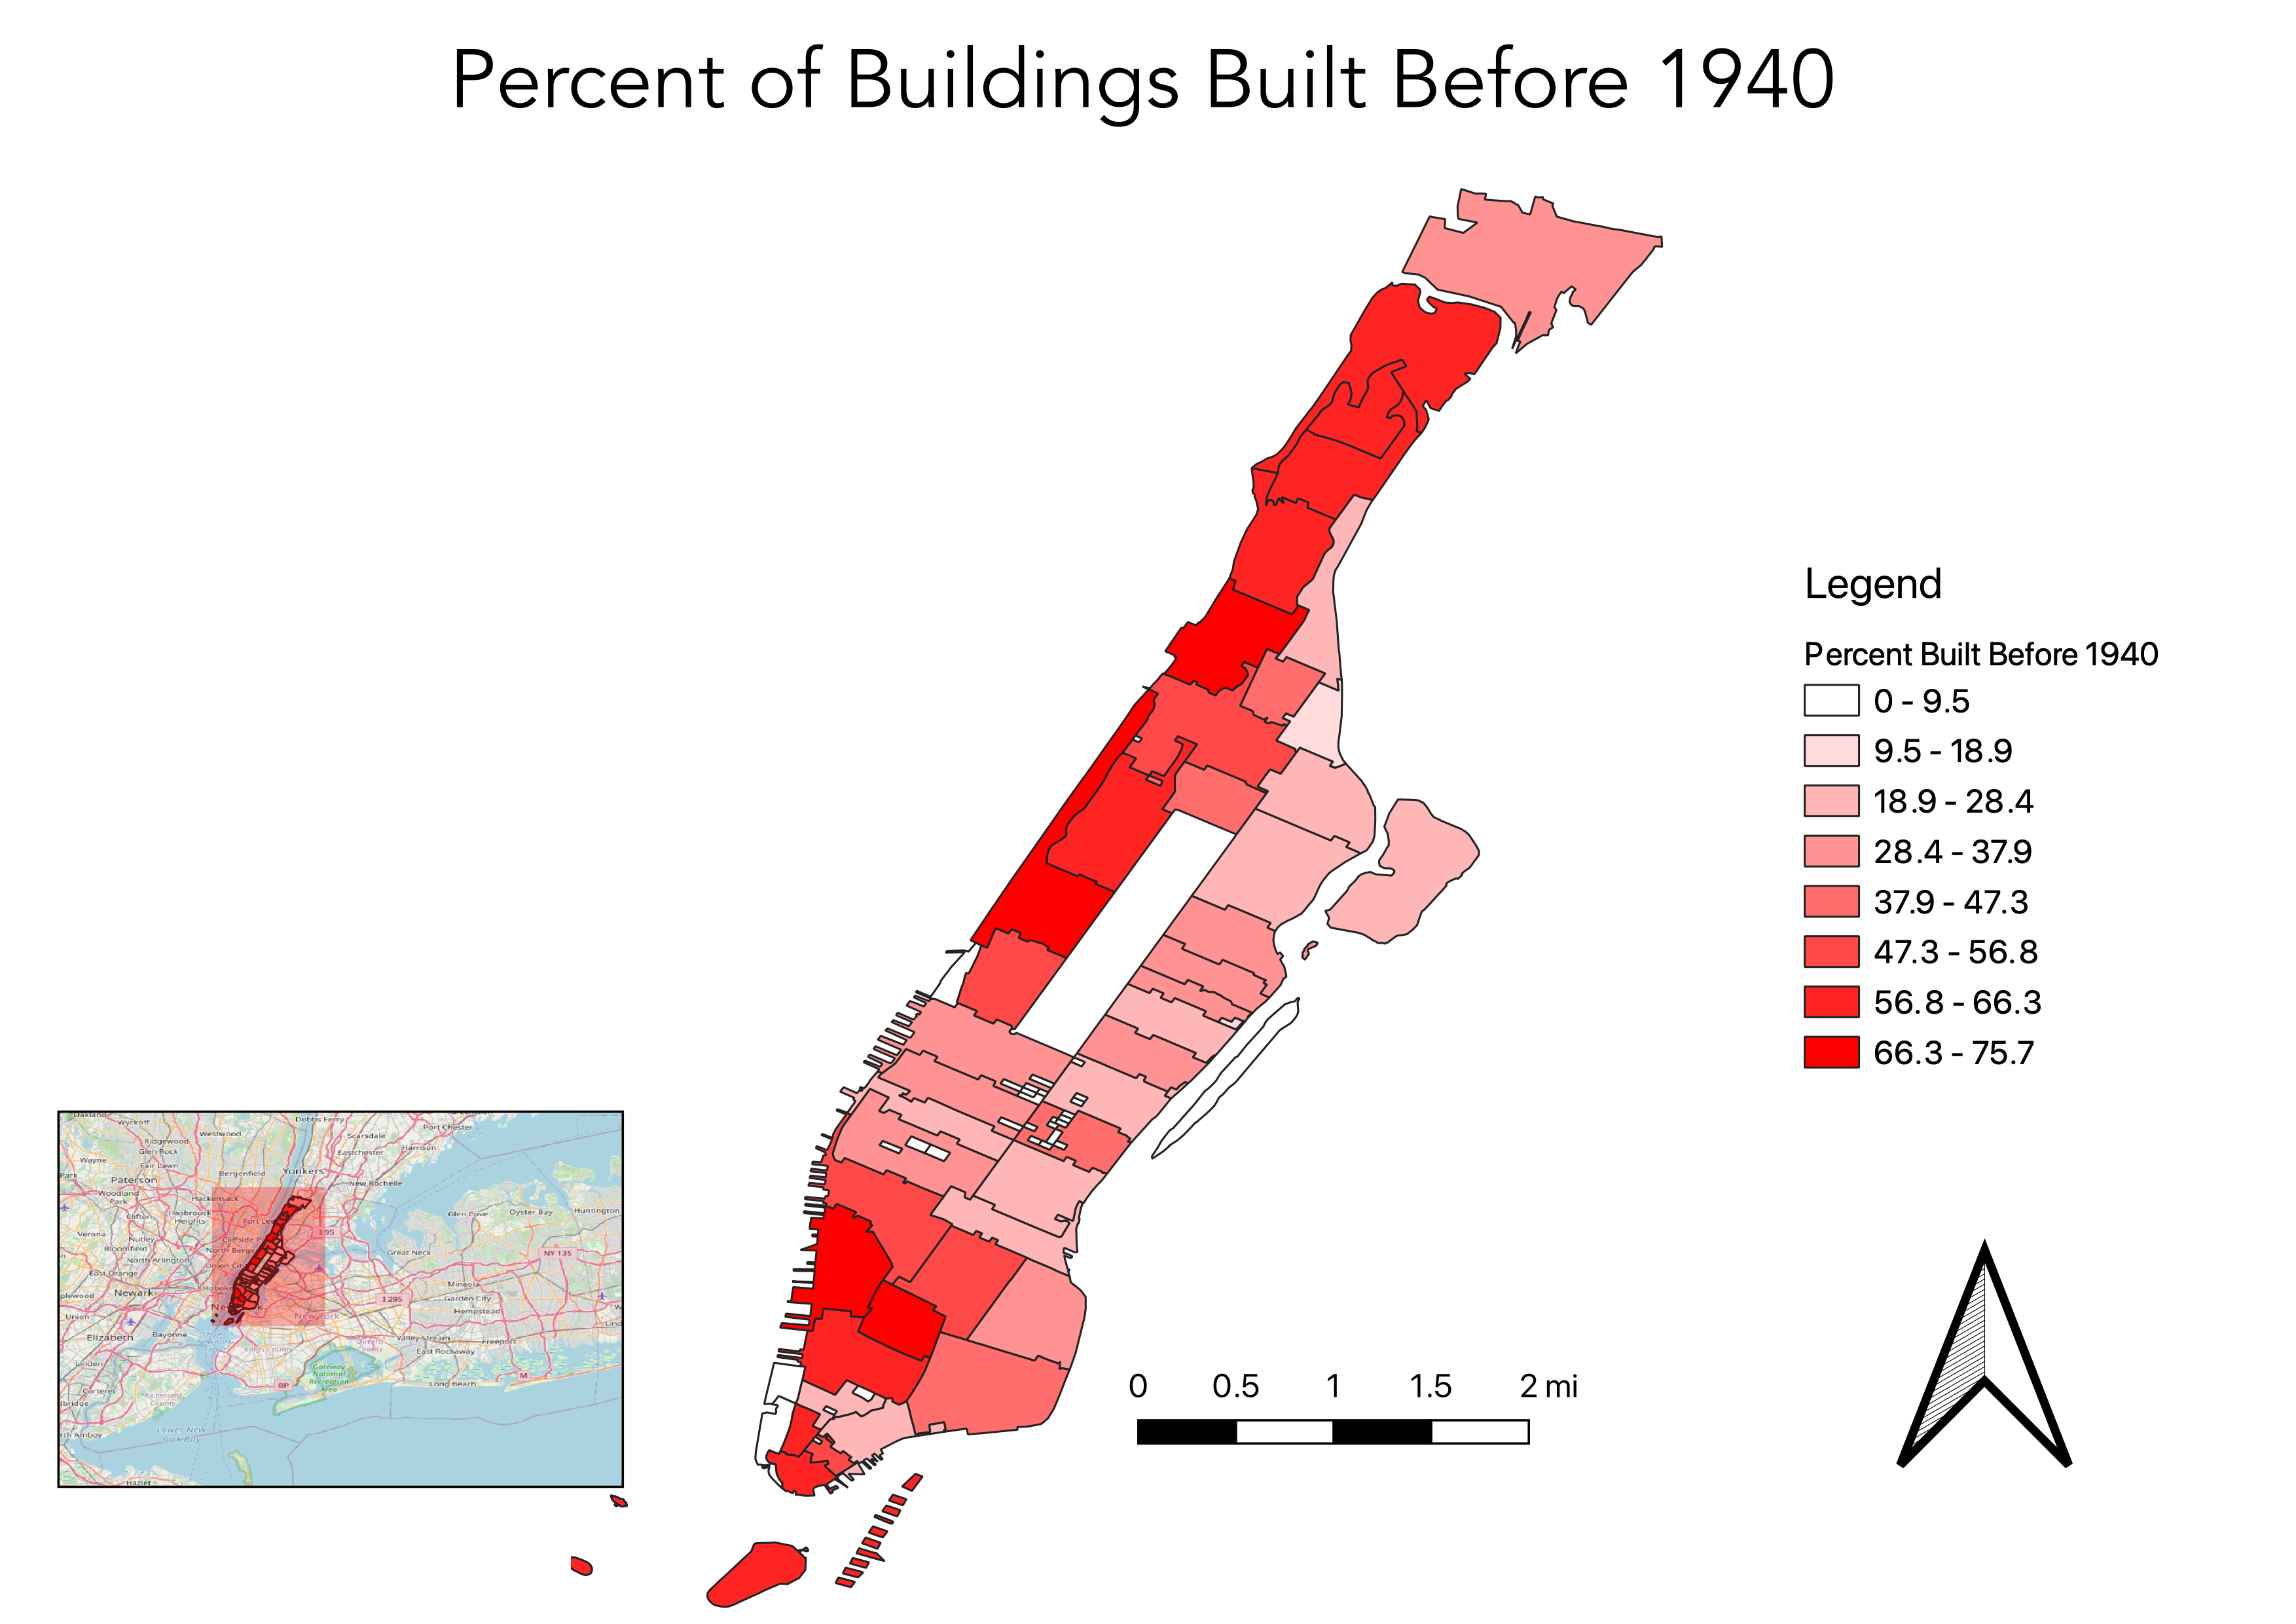 Percent of Buildings Built Before 1940
Legend
Percent Built Before 1940
0 - 9.5
9.5 - 18.9
18.9 - 28.4
28.4 - 37.9
37.9 - 47.3
47.3 - 56.8
56.8 - 66.3
66.3 - 75.7
0 0.5 1 1.5 2 mi
Oakland
Wyckoff
Dobbs Ferry
Port Chester
Ridgewood
Westwood
Scarsdale
Glen Rock
Harrison
Wayne
Fair Lawn
Eastchester
Park
Paterson
Bergenfield
Yonkers
New Rochelle
Woodland
Park
Hackensack
Clifton
Hasbrouck
Heights
Fort Lee
Glen Cove
Oyster Bay
Huntington
Verona
Nutley
Cliffside P
I 95
Bloomfield
North Bergen
Great Neck
NY 135
North Arlington
East Orange
Union City
Mineola
Newark
Hoboken
I 295
Garden City
Hempstead
Union
New York
Elizabeth
Bayonne
Kings County
Queens
County
Valley Stream
Freeport
East Rockaway
Linden
Gateway
National
Recreation
Area
M
Carteret
Richmond
County
BP
Long Beach
Lower New
York Bay
rth Amboy
Hazlet